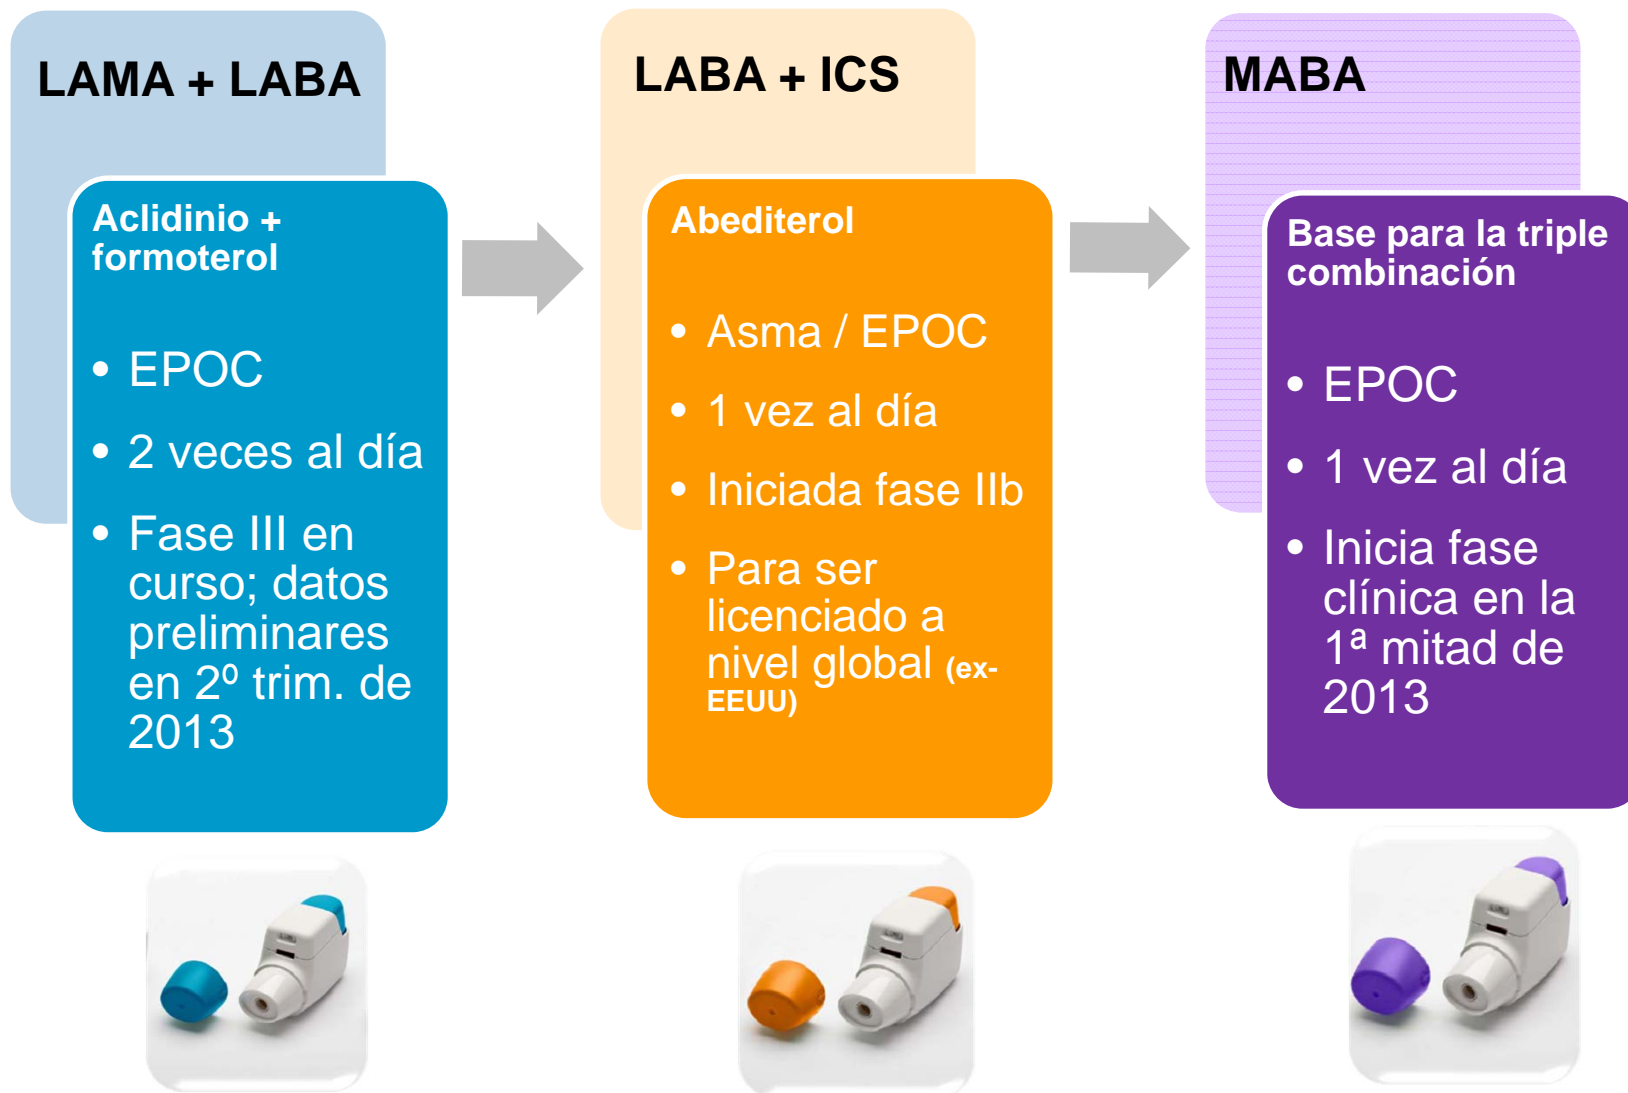 LAMA + LABA
Aclidinio +
formoterol
• EPOC
• 2 veces al día
• Fase III en
curso; datos
preliminares
en 2º trim. de
2013
LABA + ICS
Abediterol
• Asma / EPOC
• 1 vez al día
• Iniciada fase IIb
• Para ser
licenciado a
nivel global (ex-
EEUU)
MABA
Base para la triple
combinación
• EPOC
• 1 vez al día
• Inicia fase
clínica en la
1ª mitad de
2013